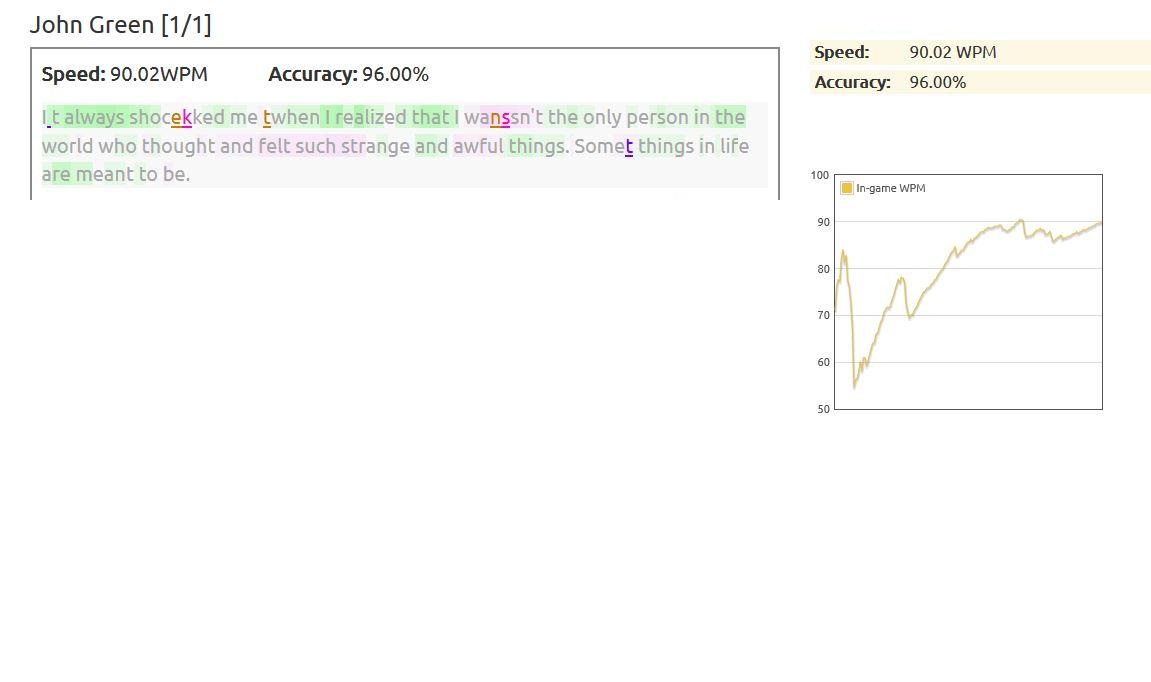 John Green [1/1]
Speed: 90.02WPM Accuracy: 96.00%
It always shocekked me twhen I realized that I wanssn't the only person in the
world who thought and felt such strange and awful things. Somet things in life
are meant to be.
Speed: 90.02 WPM
Accuracy: 96.00%
In-game WPM
100
90
80
70
60
50